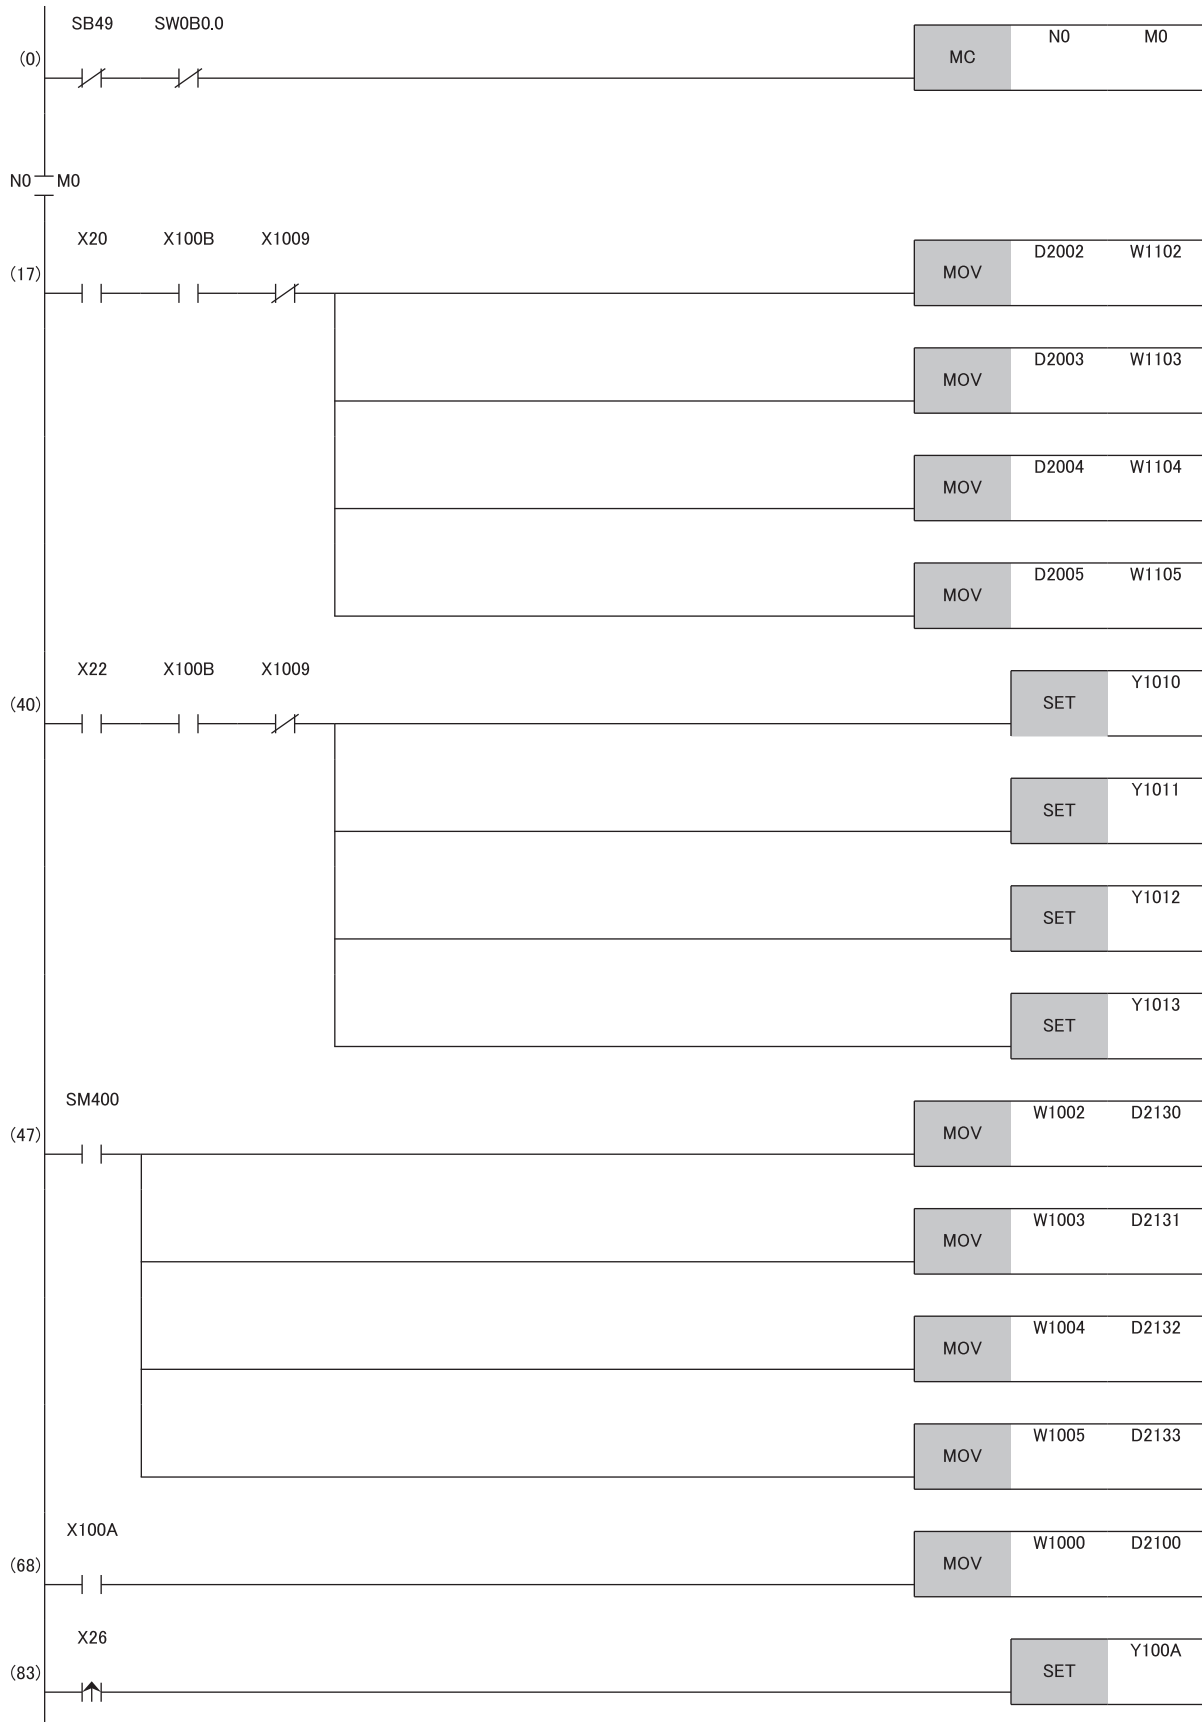 SB49 SW0B0.0
(0) MC N0 M0
N0 M0
X20 X100B X1009
(17) MOV D2002 W1102
MOV D2003 W1103
MOV D2004 W1104
MOV D2005 W1105
X22 X100B X1009
(40) SET Y1010
SET Y1011
SET Y1012
SET Y1013
SM400
(47) MOV W1002 D2130
MOV W1003 D2131
MOV W1004 D2132
MOV W1005 D2133
X100A
(68) MOV W1000 D2100
X26
(83) SET Y100A